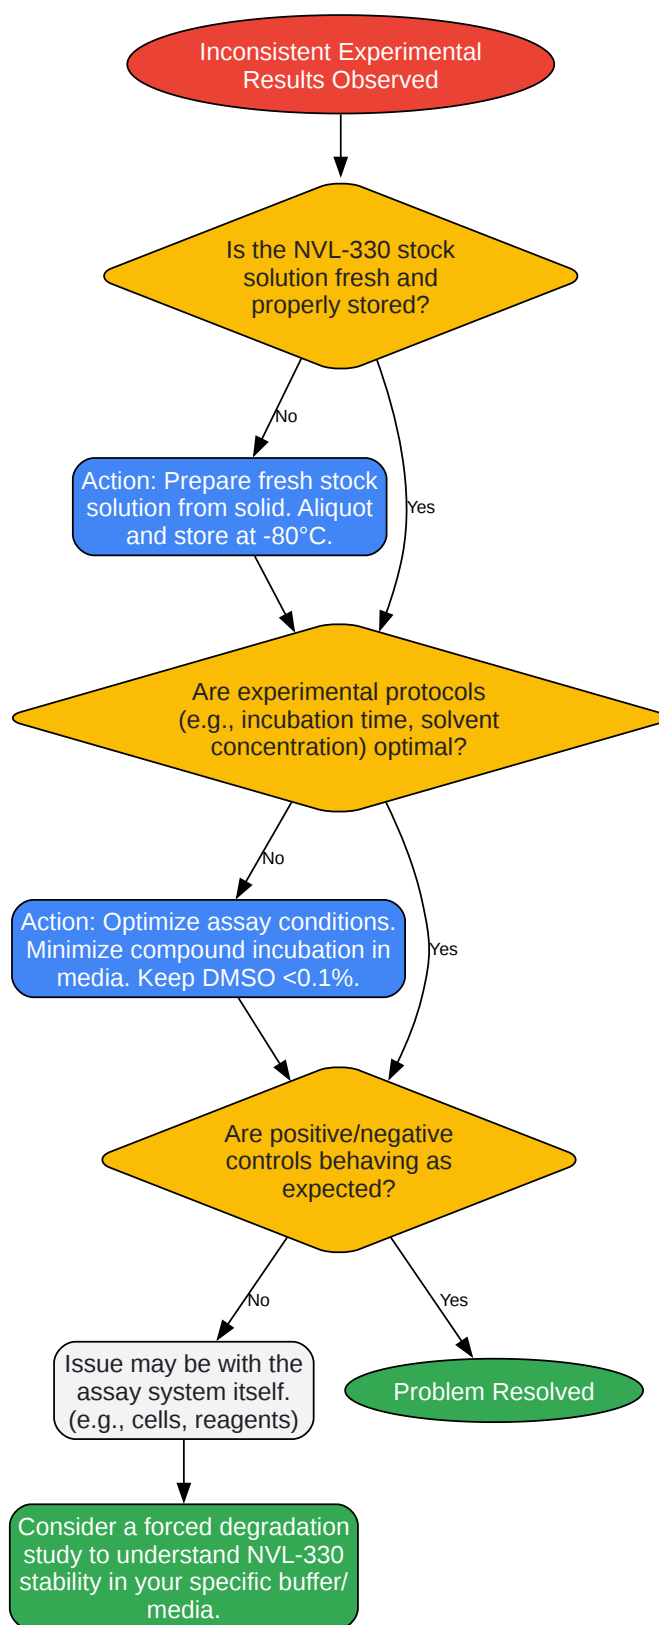 Inconsistent Experimental
Results Observed
Is the NVL-330 stock
solution fresh and
properly stored?
No
Yes
Action: Prepare fresh stock
solution from solid. Aliquot
and store at -80°C.
Are experimental protocols
(e.g., incubation time, solvent
concentration) optimal?
No
Yes
Action: Optimize assay conditions.
Minimize compound incubation in
media. Keep DMSO <0.1%.
Are positive/negative
controls behaving as
expected?
No
Yes
Issue may be with the
assay system itself.
(e.g., cells, reagents)
Problem Resolved
Consider a forced degradation
study to understand NVL-330
stability in your specific buffer/
media.